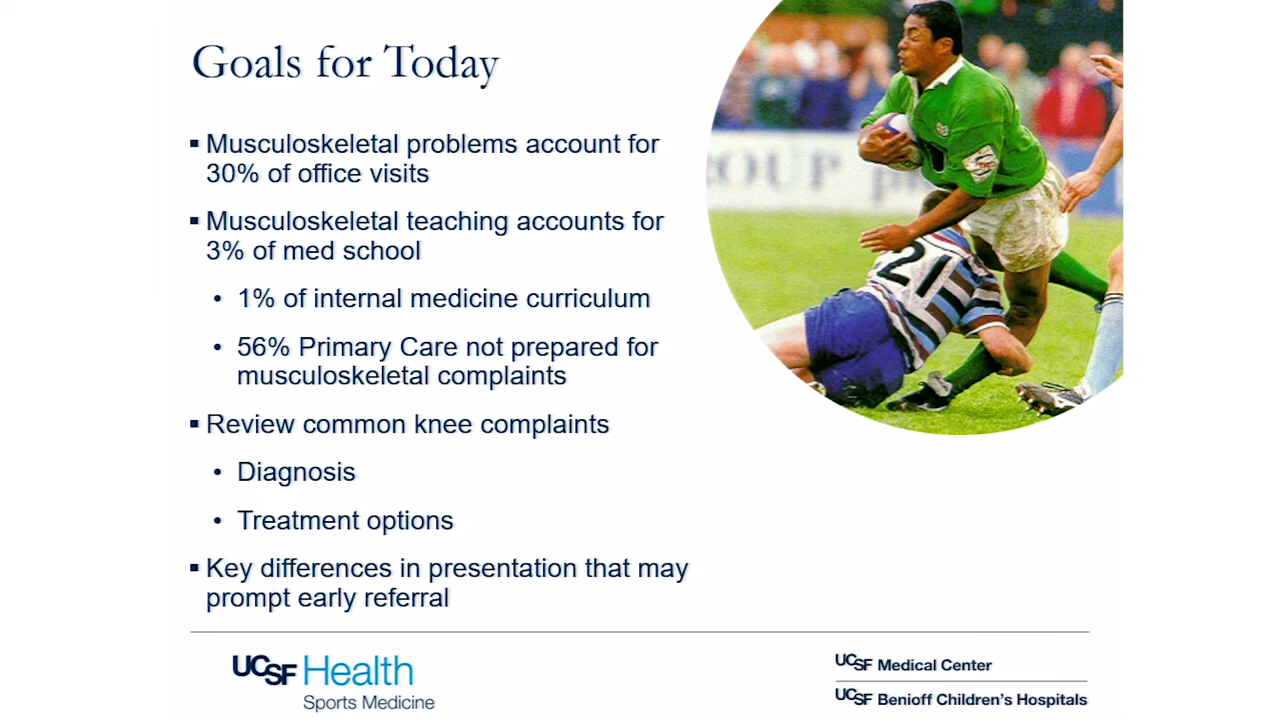 Goals for Today
▪ Musculoskeletal problems account for
30% of office visits
▪ Musculoskeletal teaching accounts for
3% of med school
• 1% of internal medicine curriculum
• 56% Primary Care not prepared for
musculoskeletal complaints
▪ Review common knee complaints
• Diagnosis
• Treatment options
▪ Key differences in presentation that may
prompt early referral
OUP
21
UCSF Health
Sports Medicine
UCSF Medical Center
UCSF Benioff Children's Hospitals